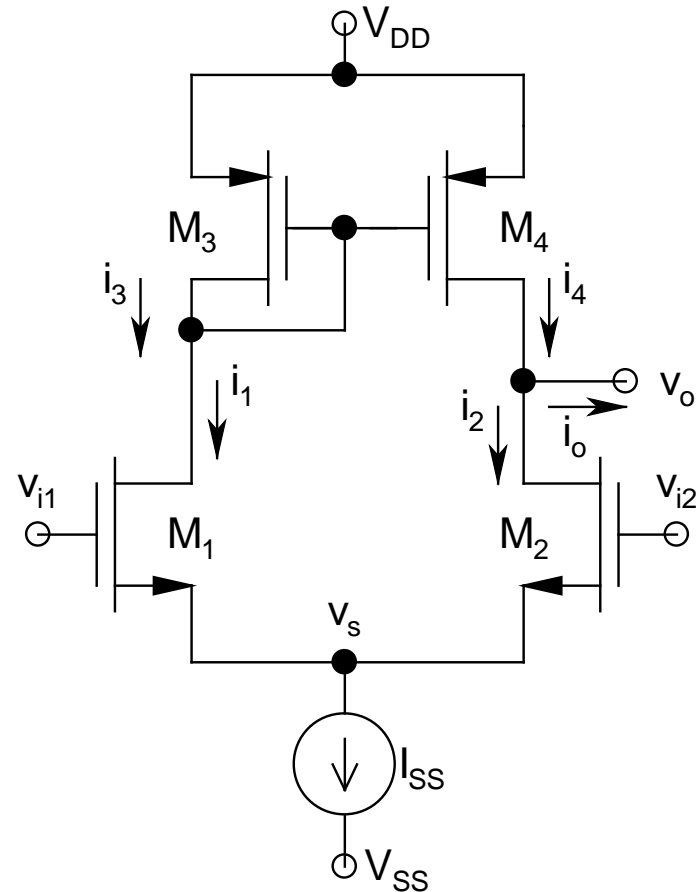 V_DD
M_3 M_4
i_3 i_4
i_1 i_2 v_o
i_o
v_i1 v_i2
M_1 M_2
v_s
I_SS
V_SS